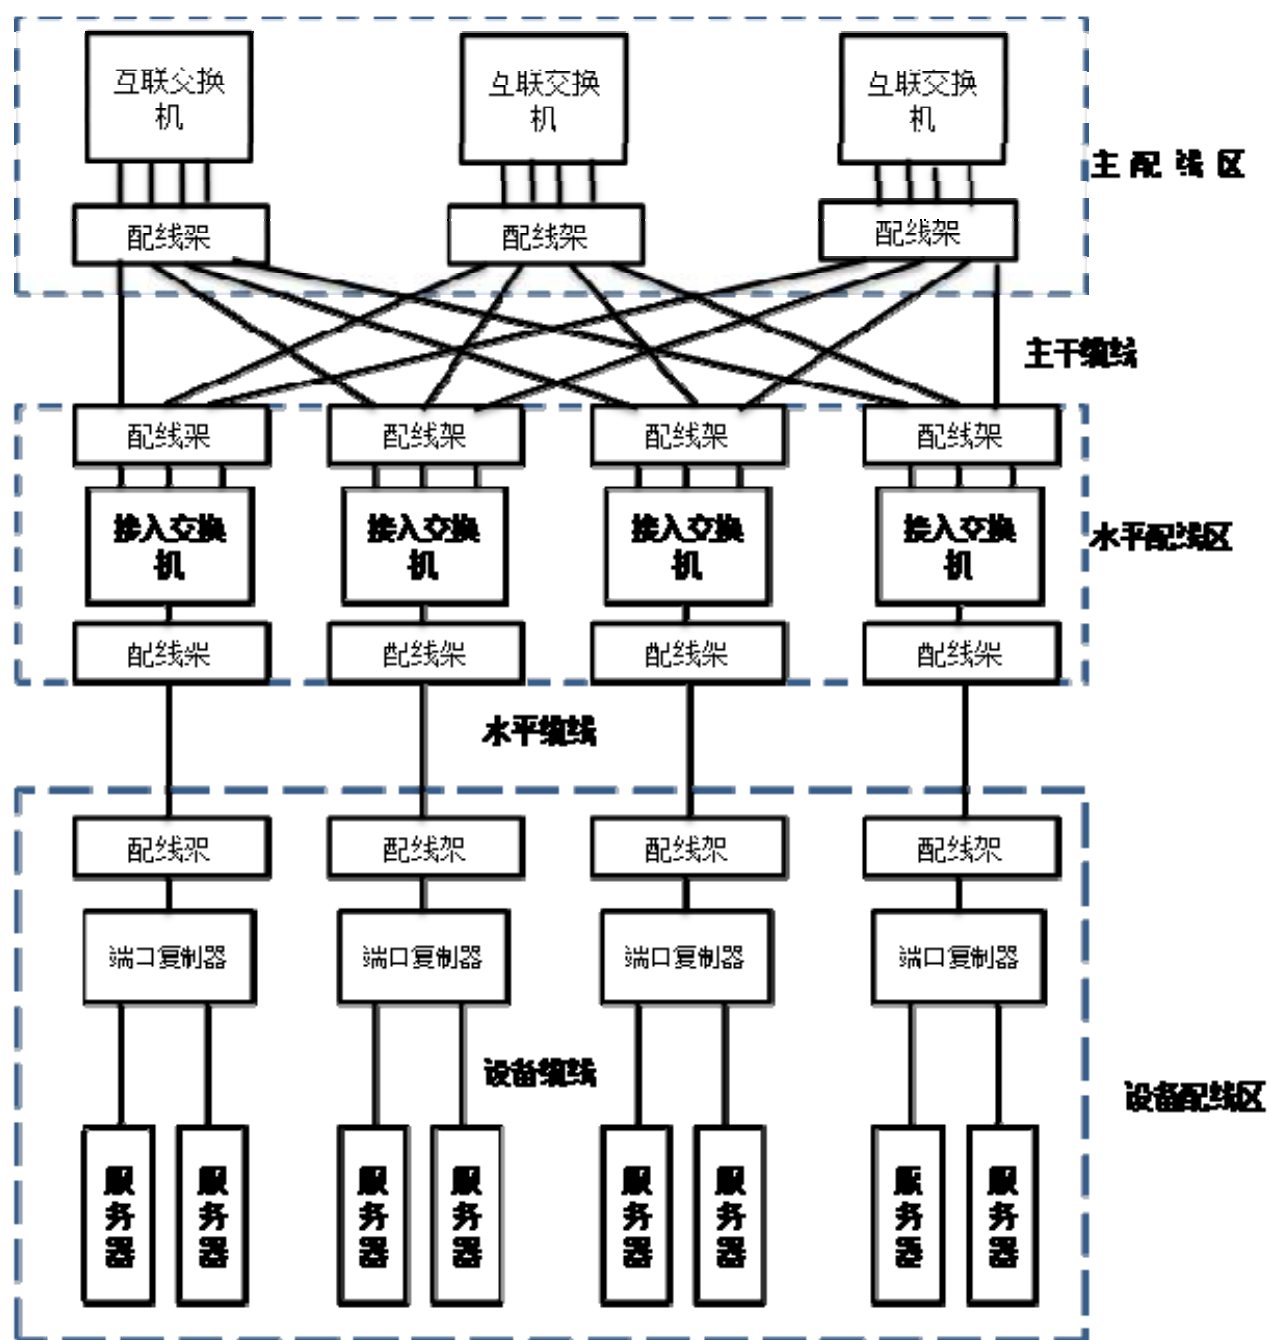 互联交换
机
互联交换
机
互联交换
机
主 配 线 区
配线架
配线架
配线架
主干缆线
配线架
配线架
配线架
配线架
接入交换
机
接入交换
机
接入交换
机
接入交换
机
水平配线区
配线架
配线架
配线架
配线架
水平缆线
配线架
配线架
配线架
配线架
端口复制器
端口复制器
端口复制器
端口复制器
设备缆线
设备配线区
服
务
器
服
务
器
服
务
器
服
务
器
服
务
器
服
务
器
服
务
器
服
务
器